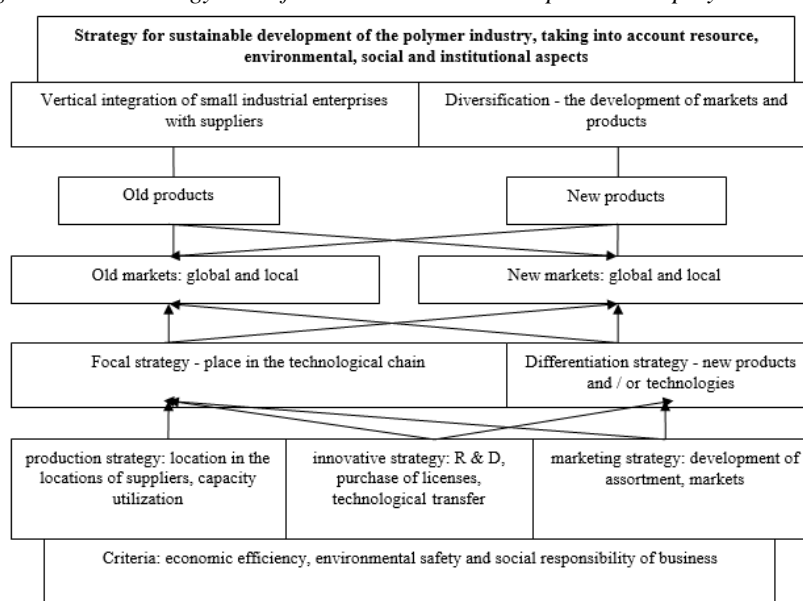 Strategy for sustainable development of the polymer industry, taking into account resource,
environmental, social and institutional aspects
Vertical integration of small industrial enterprises
with suppliers
Diversification - the development of markets and
products
Old products
New products
Old markets: global and local
New markets: global and local
Focal strategy - place in the technological chain
Differentiation strategy - new products
and / or technologies
production strategy: location in the
locations of suppliers, capacity
utilization
innovative strategy: R & D,
purchase of licenses,
technological transfer
marketing strategy: development of
assortment, markets
Criteria: economic efficiency, environmental safety and social responsibility of business